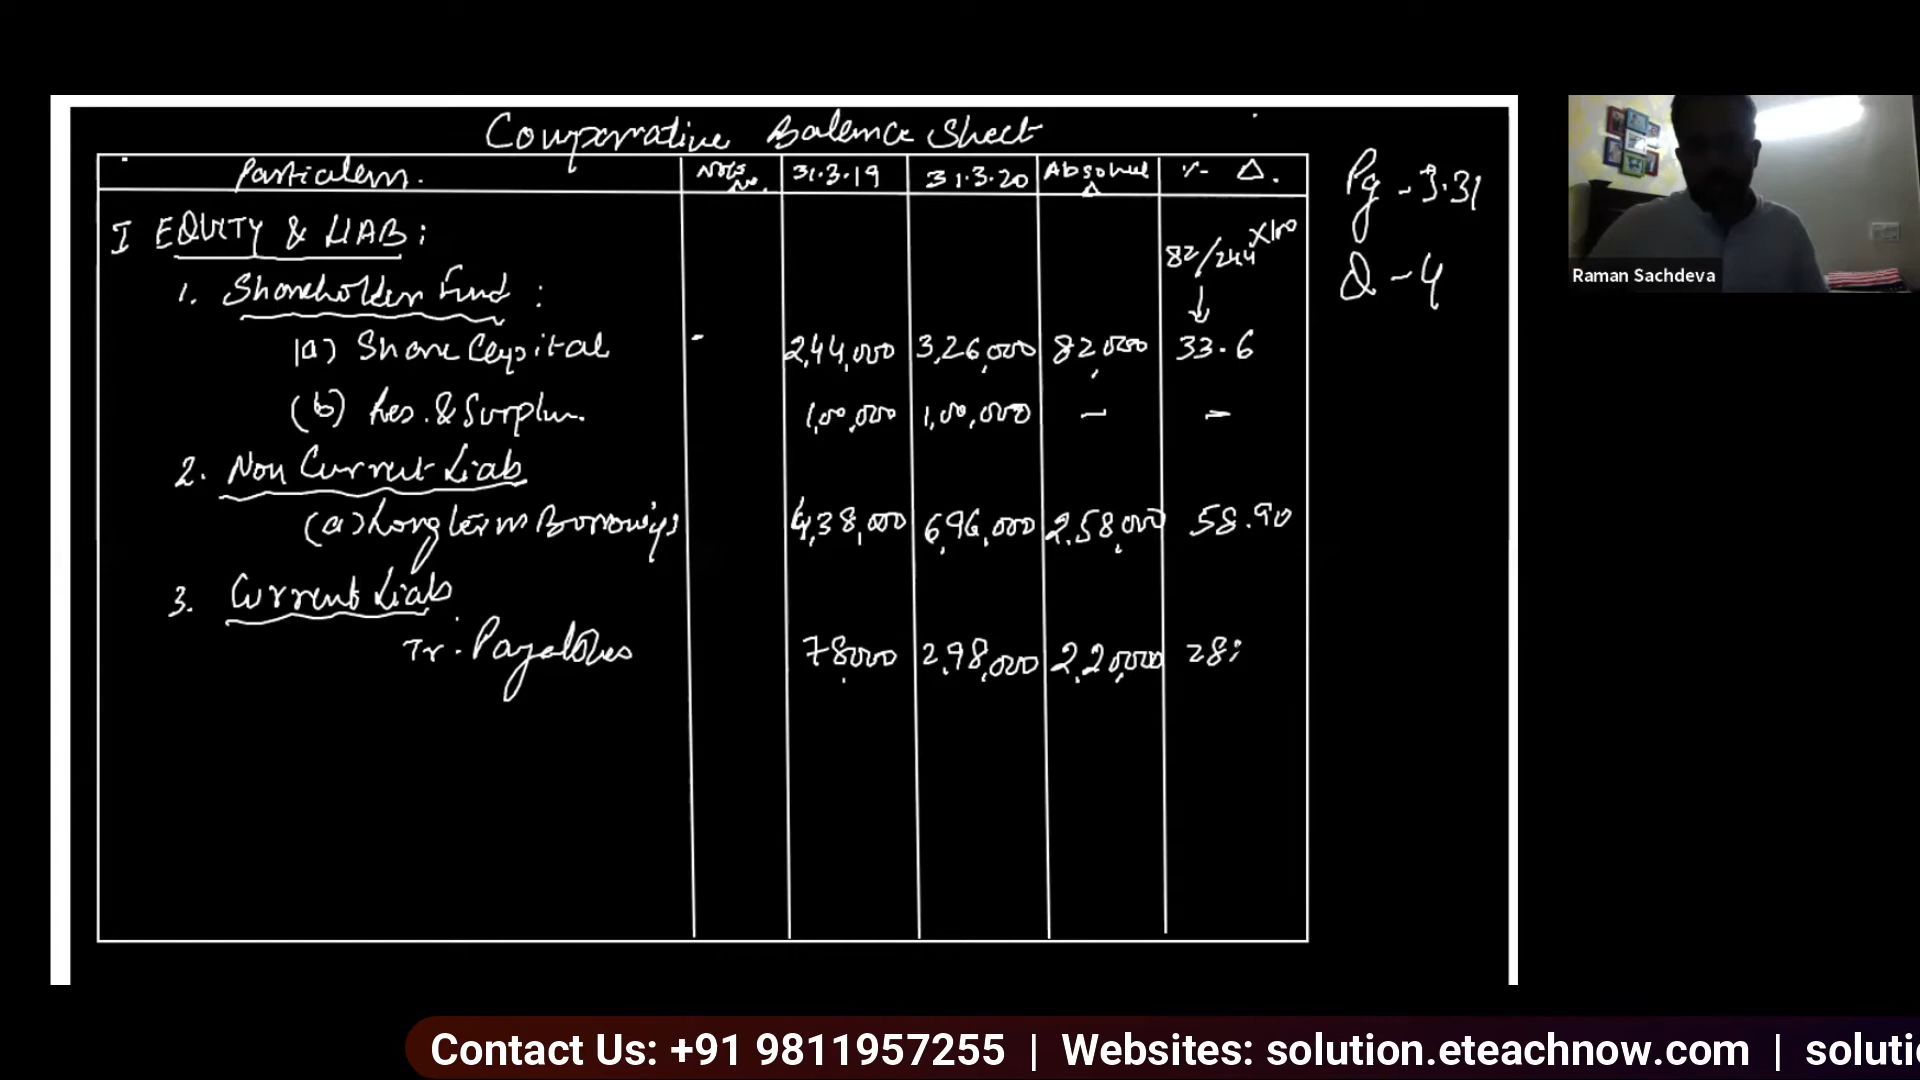 Comparative Balance Sheet
Particulars. Note No. 31.3.19 31.3.20 Absolute Δ % Δ.
Pg - 3.31
I EQUITY & LIAB:
82/244 X100
Q - 4
Raman Sachdeva
1. Shareholder Fund :
(a) Share Capital - 2,44,000 3,26,000 82,000 33.6
(b) Res. & Surplus. 1,00,000 1,00,000 - -
2. Non Current Liab
(a) Long term Borrowings 4,38,000 6,96,000 2,58,000 58.90
3. Current Liab
Tr. Payables 78,000 2,98,000 2,20,000 28
Contact Us: +91 9811957255 | Websites: solution.eteachnow.com | soluti